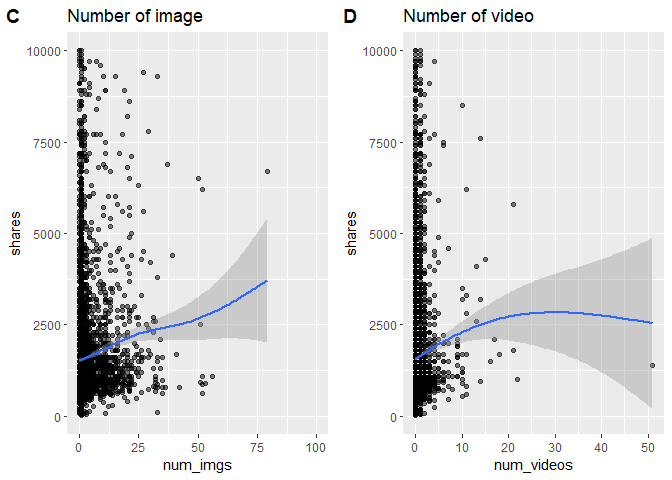 C Number of image
10000
7500
5000
2500
0
shares
0 25 50 75 100
num_imgs
D Number of video
10000
7500
5000
2500
0
shares
0 10 20 30 40 50
num_videos